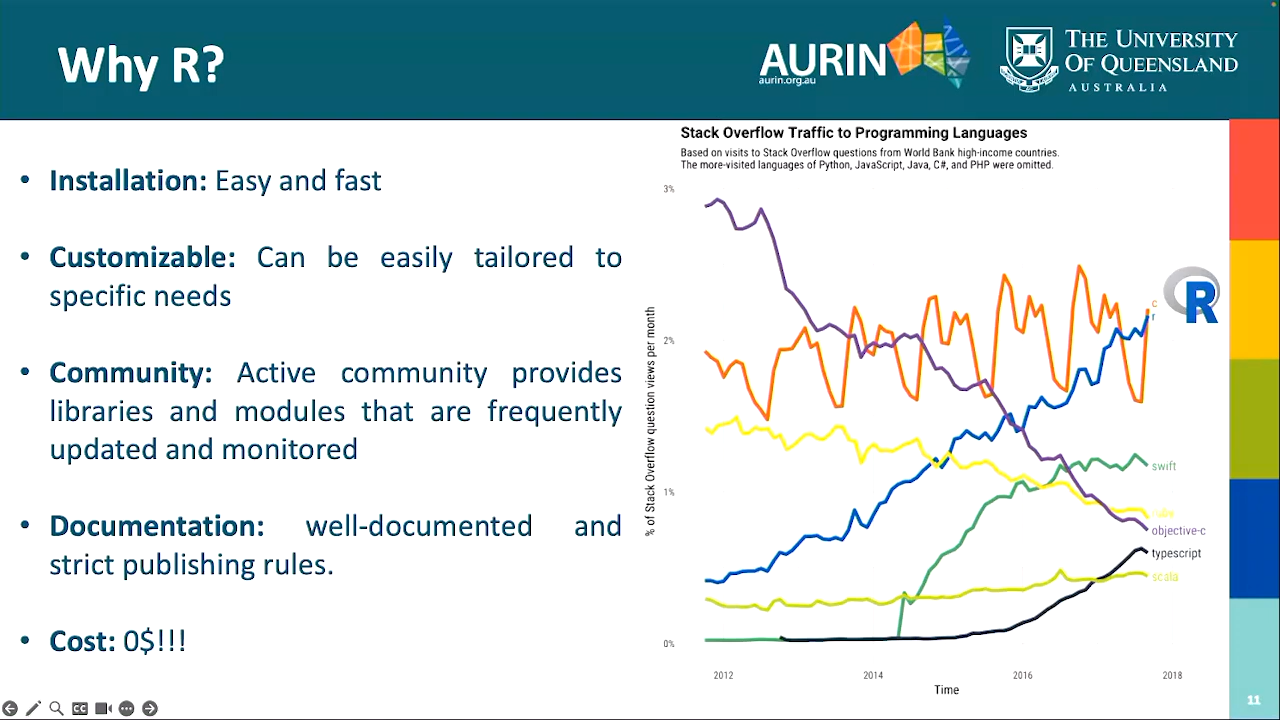 Why R?
AURIN
aurin.org.au
THE UNIVERSITY
OF QUEENSLAND
AUSTRALIA
• Installation: Easy and fast
• Customizable: Can be easily tailored to
specific needs
• Community: Active community provides
libraries and modules that are frequently
updated and monitored
• Documentation: well-documented and
strict publishing rules.
• Cost: 0$!!!
Stack Overflow Traffic to Programming Languages
Based on visits to Stack Overflow questions from World Bank high-income countries.
The more-visited languages of Python, JavaScript, Java, C#, and PHP were omitted.
% of Stack Overflow question views per month
3%
2%
1%
0%
c
r
R
swift
ruby
objective-c
typescript
scala
2012 2014 2016 2018
Time
CC
11